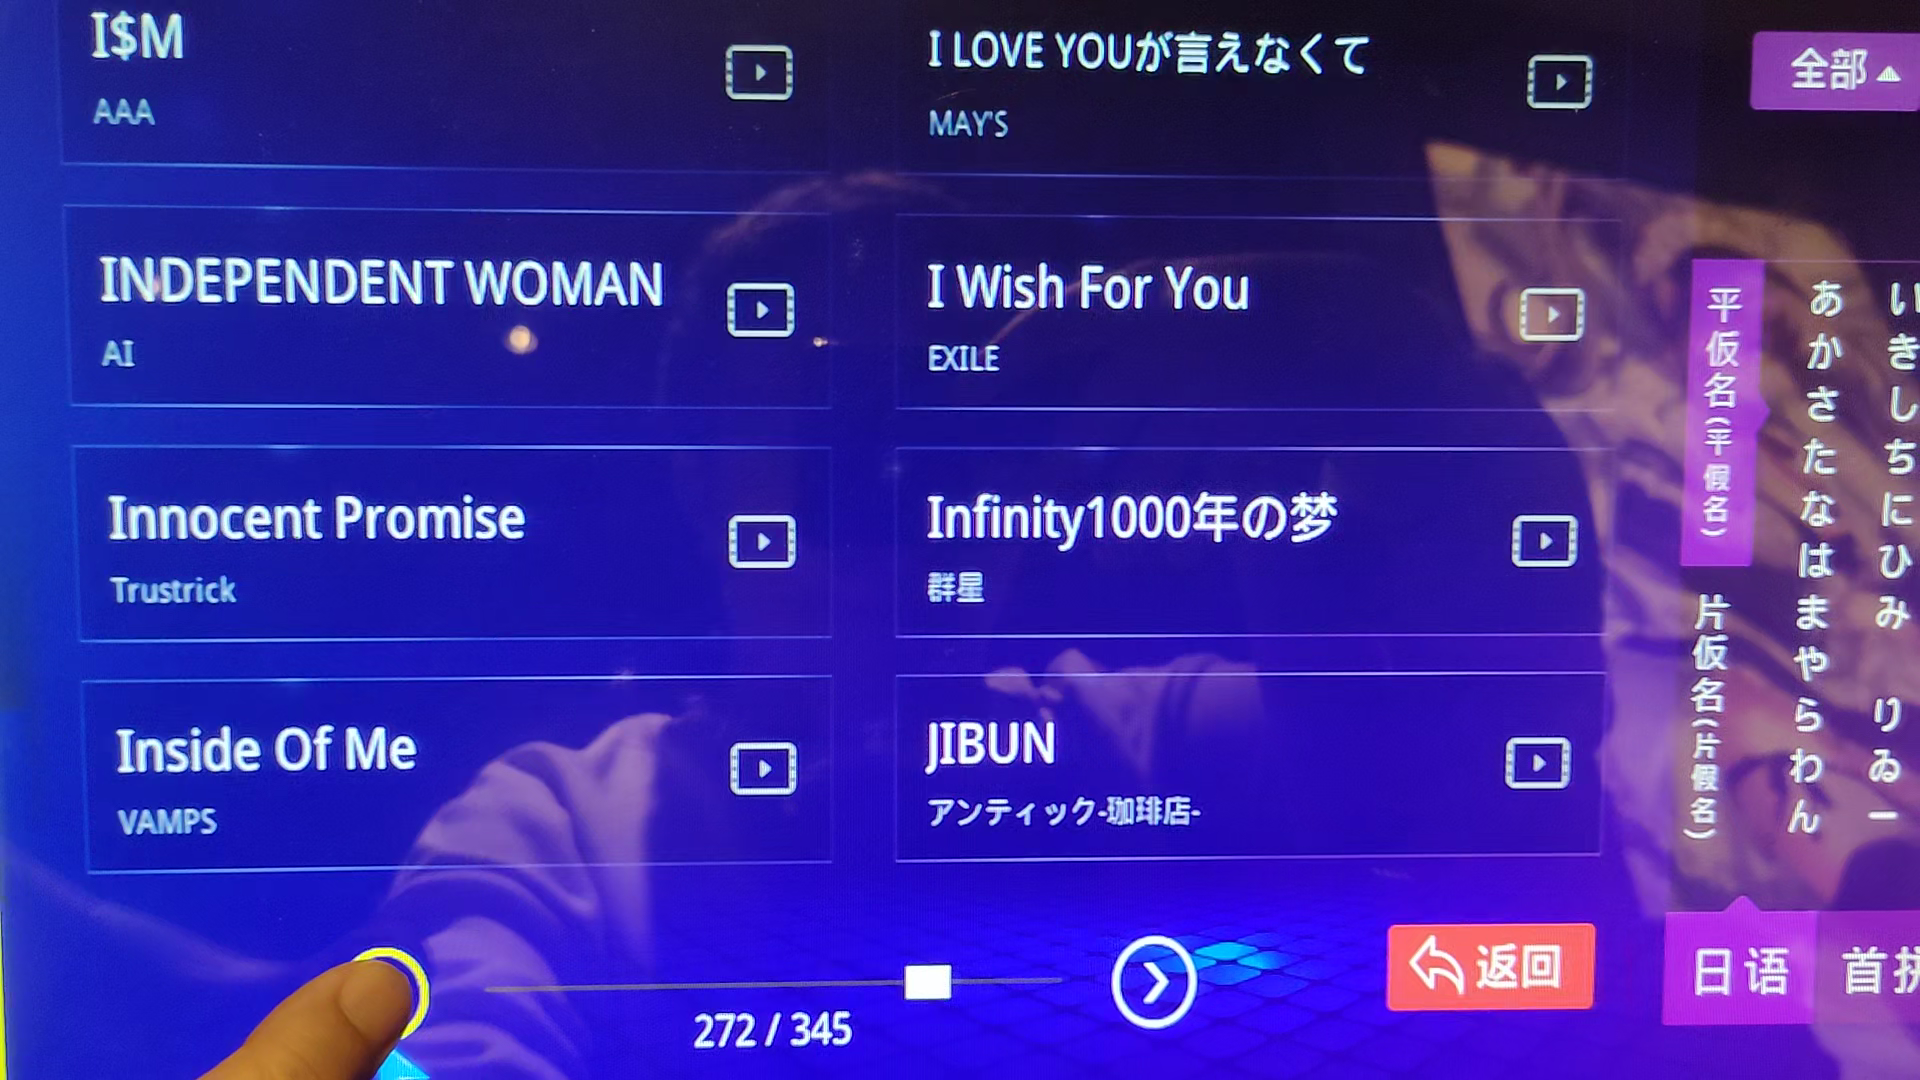 I$M
AAA
I LOVE YOUが言えなくて
MAY'S
INDEPENDENT WOMAN
AI
I Wish For You
EXILE
Innocent Promise
Trustrick
Infinity1000年の梦
群星
Inside Of Me
VAMPS
JIBUN
アンティック-珈琲店-
272 / 345
返回
全部
平仮名(平假名)
片仮名(片假名)
あかさたなはまやらわん
いきしちにひみ りゐー
日语
首拼